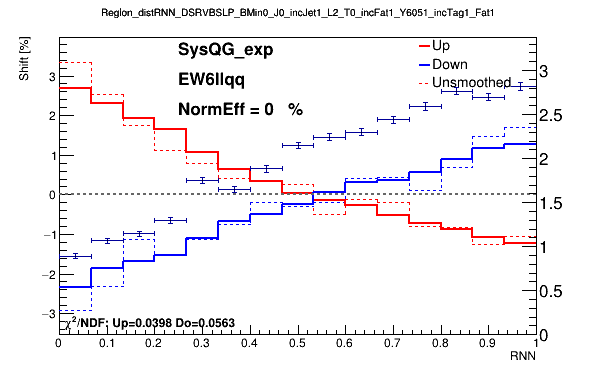 Region_distRNN_DSRVBSLP_BMin0_J0_incJet1_L2_T0_incFat1_Y6051_incTag1_Fat1
Shift [%]
SysQG_exp
EW6llqq
NormEff = 0 %
Up
Down
Unsmoothed
3
2
1
0
−1
−2
−3
3
2.5
2
1.5
1
0.5
0
χ²/NDF: Up=0.0398 Do=0.0563
0 0.1 0.2 0.3 0.4 0.5 0.6 0.7 0.8 0.9 1
RNN